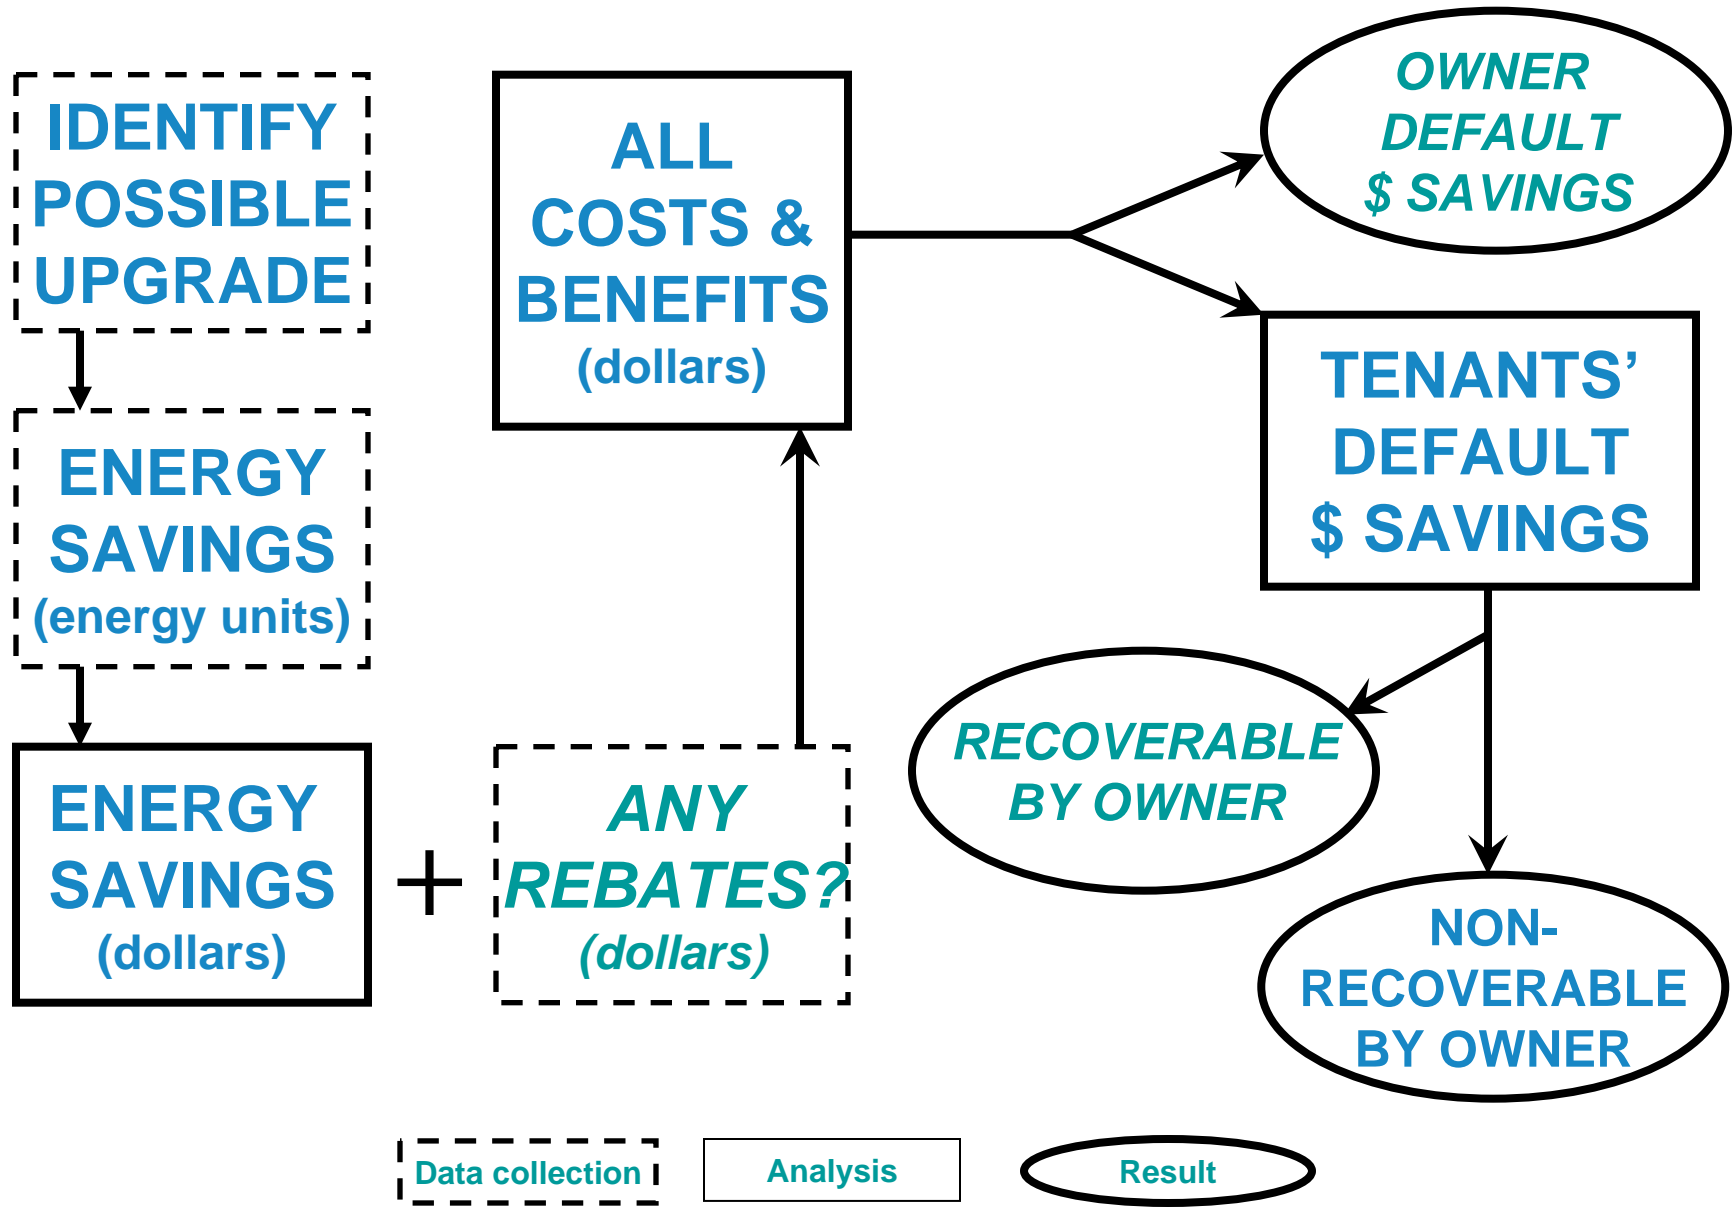 IDENTIFY
POSSIBLE
UPGRADE
ENERGY
SAVINGS
(energy units)
ENERGY
SAVINGS
(dollars)
+
ANY
REBATES?
(dollars)
ALL
COSTS &
BENEFITS
(dollars)
OWNER
DEFAULT
$ SAVINGS
TENANTS’
DEFAULT
$ SAVINGS
RECOVERABLE
BY OWNER
NON-
RECOVERABLE
BY OWNER
Data collection
Analysis
Result